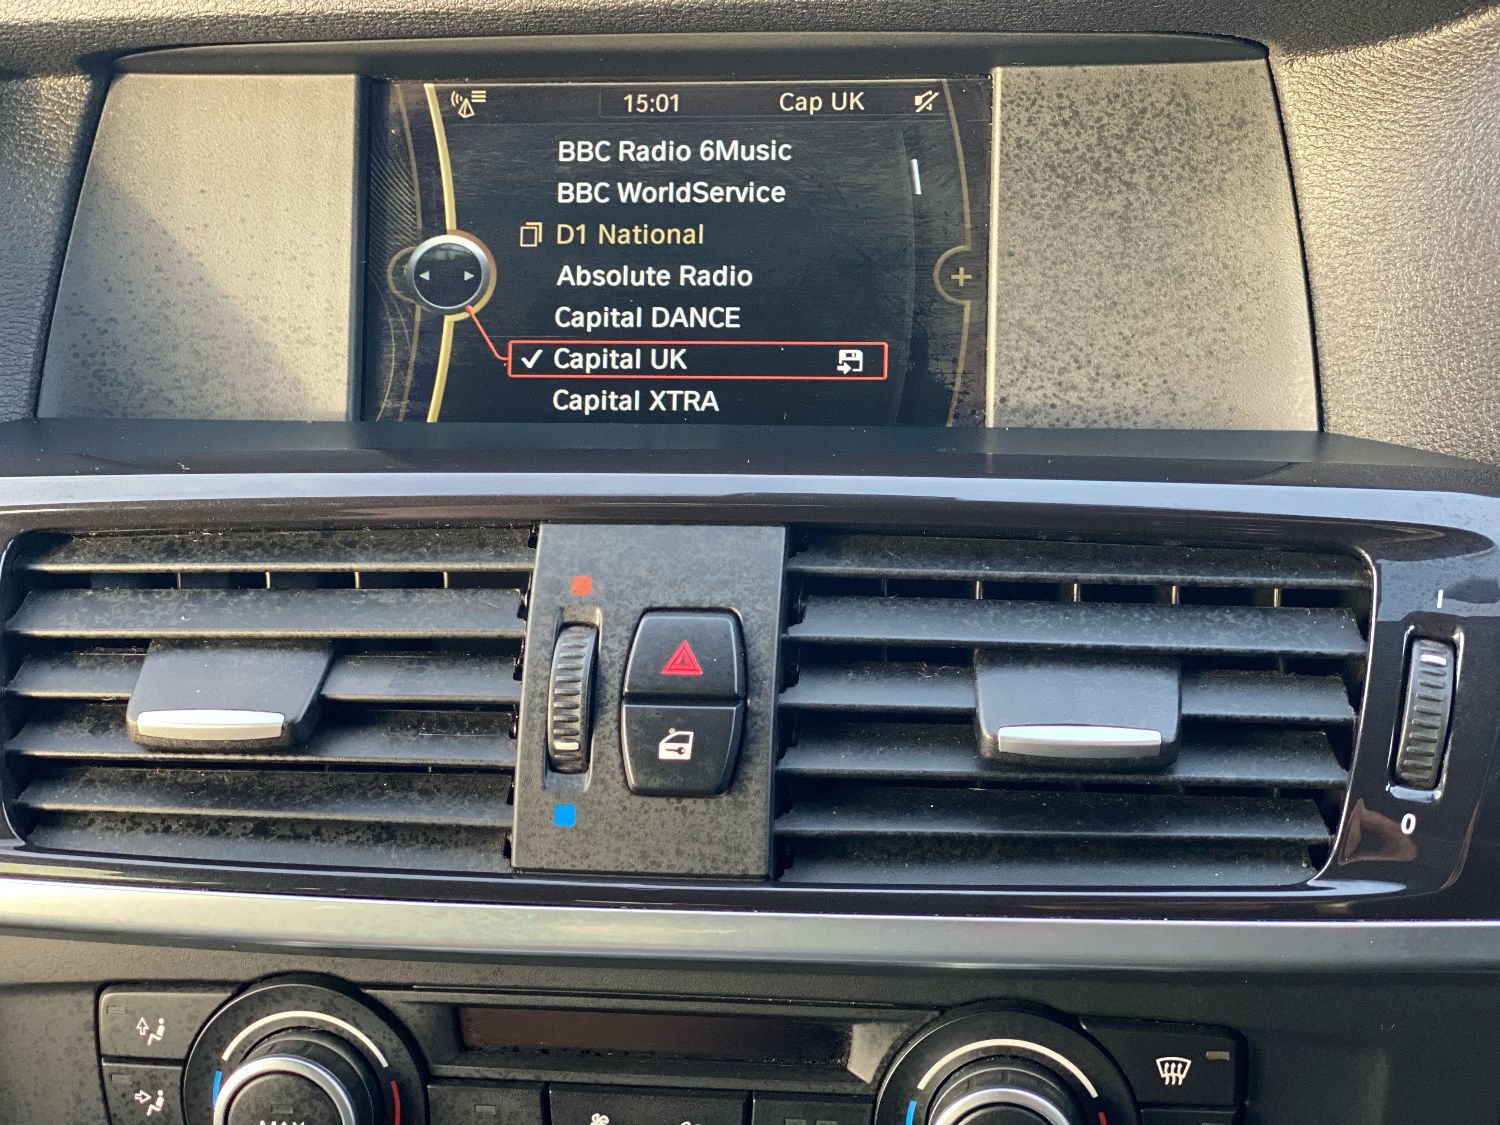 15:01 Cap UK
BBC Radio 6Music
BBC WorldService
D1 National
Absolute Radio
Capital DANCE
Capital UK
Capital XTRA
I
0
MAX